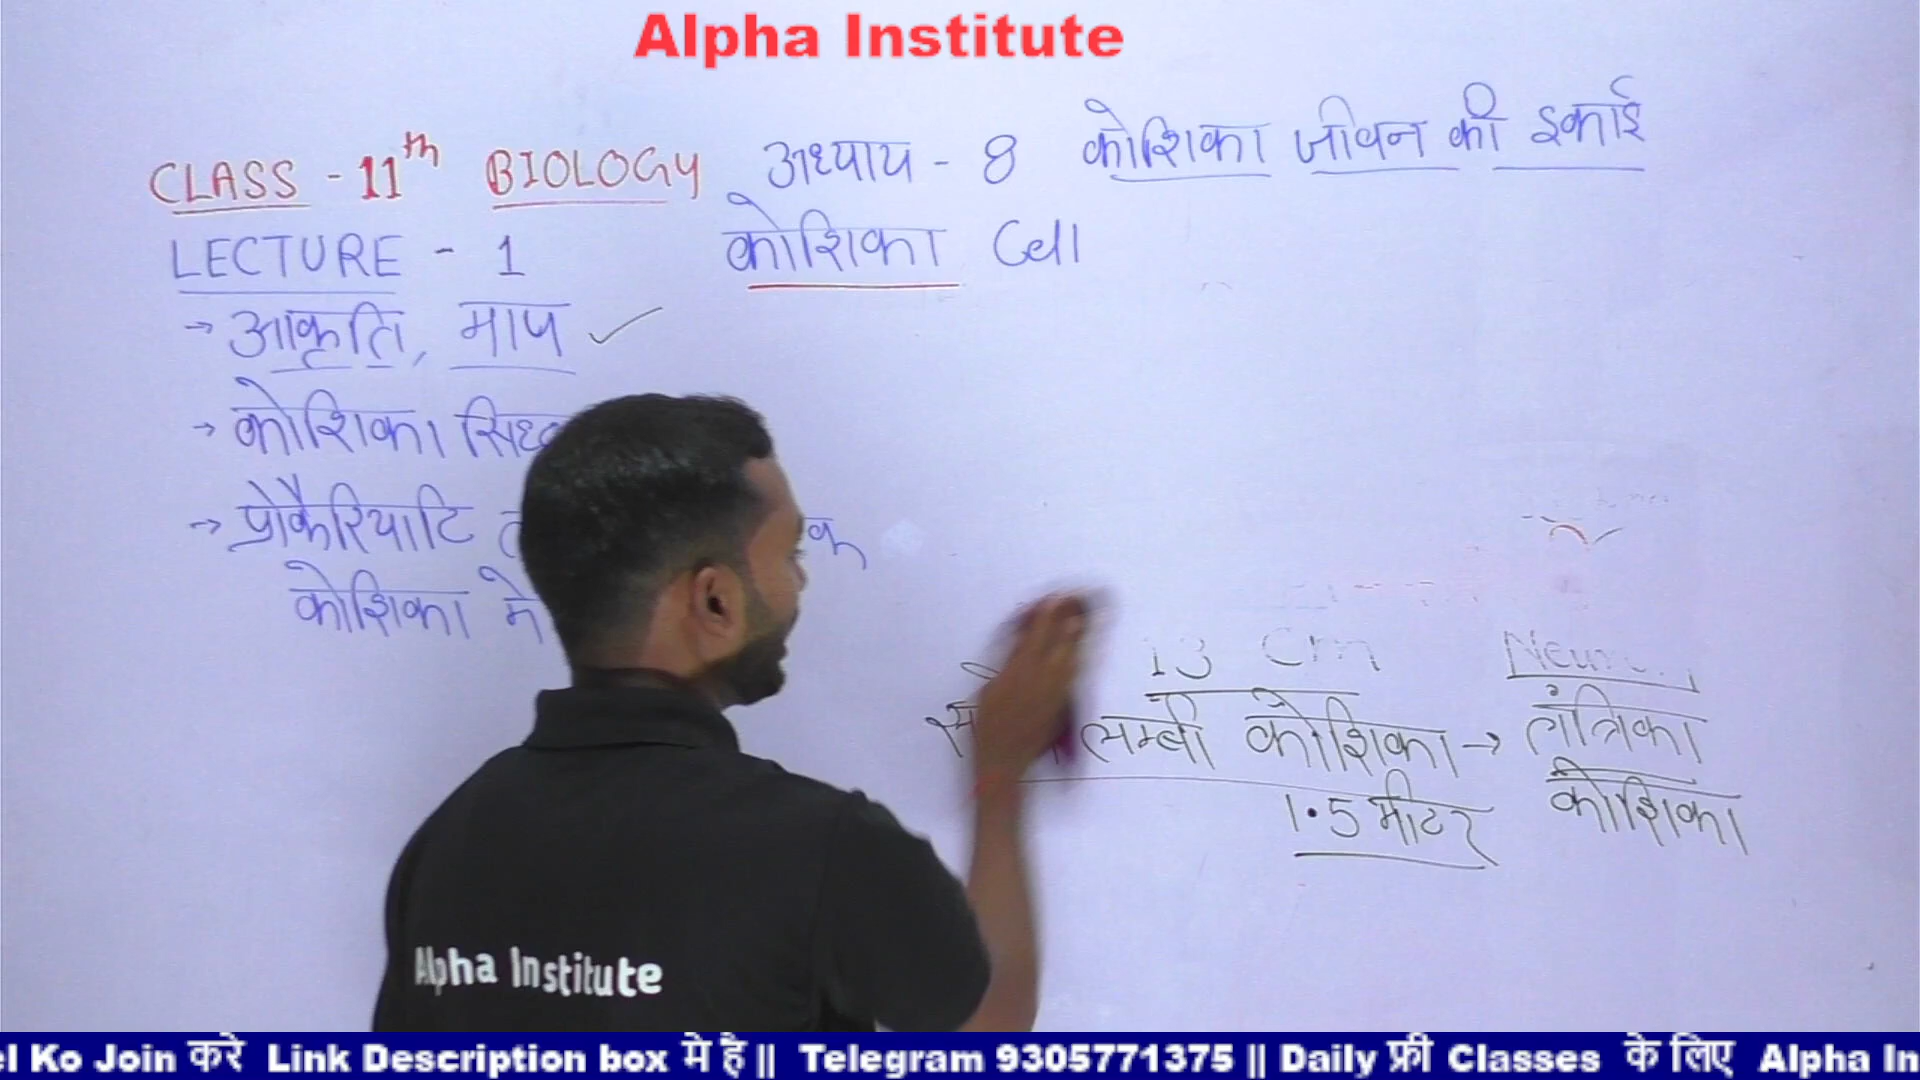 Alpha Institute
CLASS - 11th BIOLOGY अध्याय - 8 कोशिका जीवन की इकाई
LECTURE - 1 कोशिका Cell
→ आकृति, माप ✓
→ कोशिका
→ प्रोकैरियाटि
कोशिका मे
13 Cm
लम्बी कोशिका → तंत्रिका
कोशिका
1.5 मीटर
Alpha Institute
Ko Join करे Link Description box मे है || Telegram 9305771375 || Daily फ्री Classes के लिए Alpha